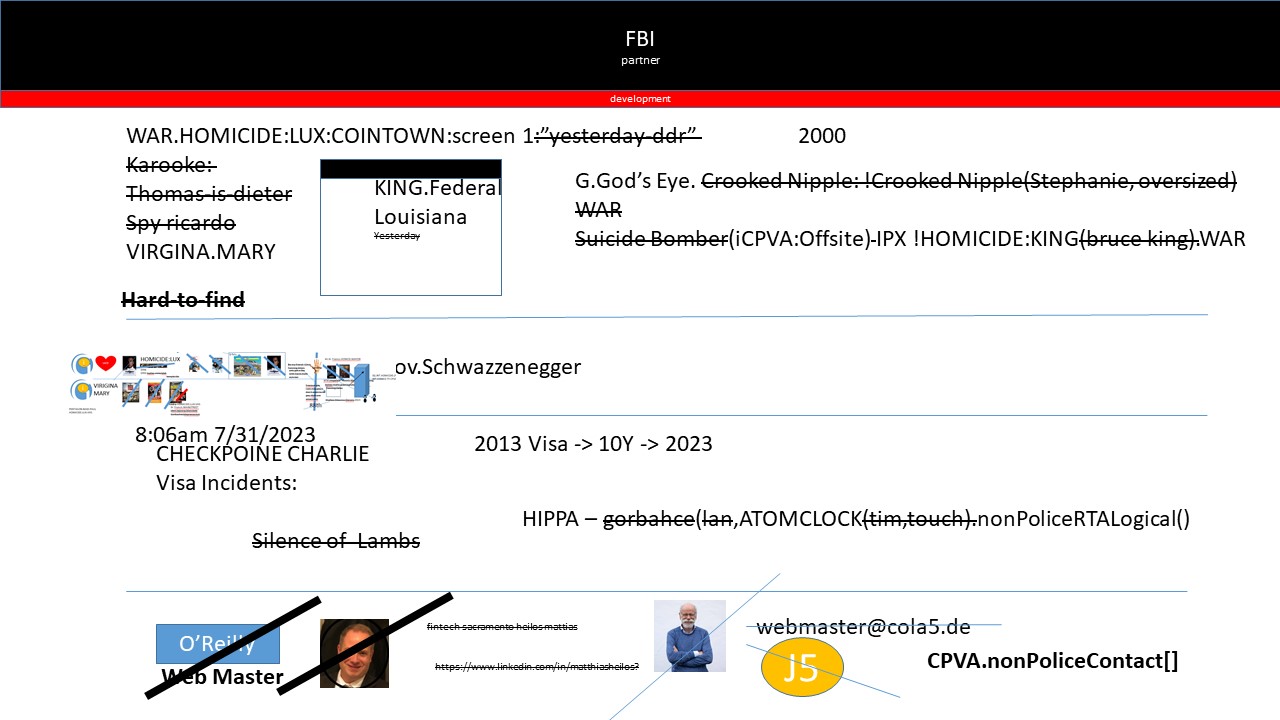 FBI
partner
development
WAR.HOMICIDE:LUX:COINTOWN:screen 1:”yesterday-ddr” 2000
Karooke:
Thomas-is-dieter
Spy ricardo
VIRGINA.MARY
KING.Federal
Louisiana
Yesterday
G.God’s Eye. Crooked Nipple: !Crooked Nipple(Stephanie, oversized)
WAR
Suicide Bomber(iCPVA:Offsite)-IPX !HOMICIDE:KING(bruce king).WAR
Hard-to-find
HOMICIDE:LUX
VIRIGINA
MARY
ov.Schwazzenegger
8:06am 7/31/2023
CHECKPOINE CHARLIE
Visa Incidents:
2013 Visa -> 10Y -> 2023
HIPPA – gorbahce(lan,ATOMCLOCK(tim,touch).nonPoliceRTALogical()
Silence of Lambs
O’Reilly
Web Master
fintech sacramento heilos mattias
https://www.linkedin.com/in/matthiasheilos?
webmaster@cola5.de
J5
CPVA.nonPoliceContact[]